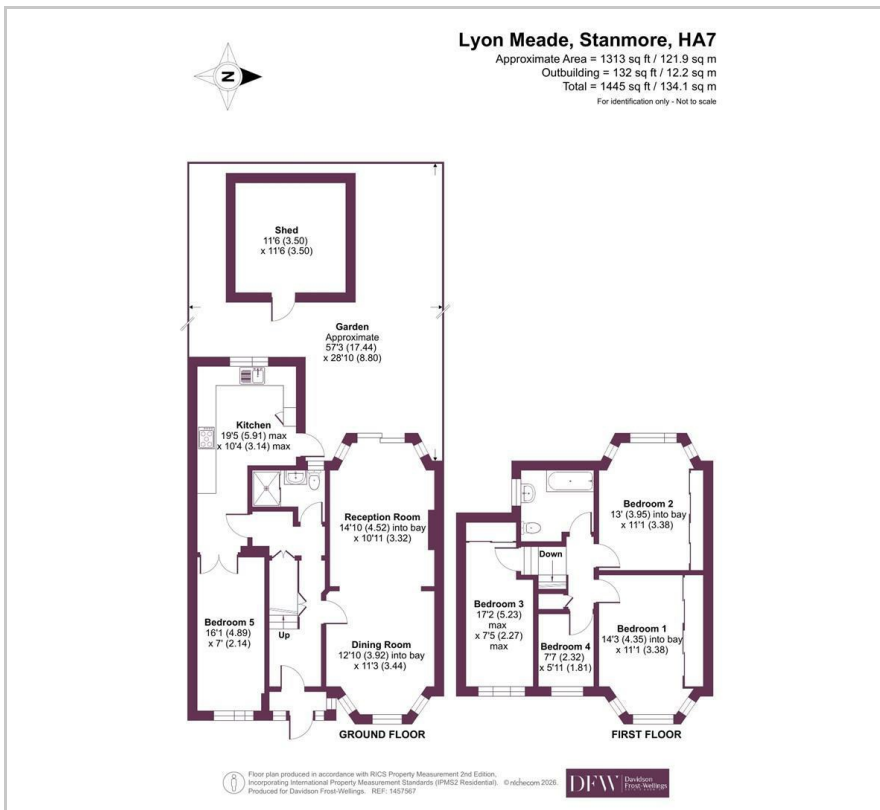 Lyon Meade, Stanmore, HA7
Approximate Area = 1313 sq ft / 121.9 sq m
Outbuilding = 132 sq ft / 12.2 sq m
Total = 1445 sq ft / 134.1 sq m
For identification only - Not to scale
N
Shed
11'6 (3.50)
x 11'6 (3.50)
Garden
Approximate
57'3 (17.44)
x 28'10 (8.80)
Kitchen
19'5 (5.91) max
x 10'4 (3.14) max
Reception Room
14'10 (4.52) into bay
x 10'11 (3.32)
Bedroom 5
16'1 (4.89)
x 7' (2.14)
Up
Dining Room
12'10 (3.92) into bay
x 11'3 (3.44)
GROUND FLOOR
Bedroom 2
13' (3.95) into bay
x 11'1 (3.38)
Down
Bedroom 3
17'2 (5.23)
max
x 7'5 (2.27)
max
Bedroom 4
7'7 (2.32)
x 5'11 (1.81)
Bedroom 1
14'3 (4.35) into bay
x 11'1 (3.38)
FIRST FLOOR
Floor plan produced in accordance with RICS Property Measurement 2nd Edition,
Incorporating International Property Measurement Standards (IPMS2 Residential). © nichecom 2026.
Produced for Davidson Frost-Wellings. REF: 1457567
DFW
Davidson
Frost-Wellings